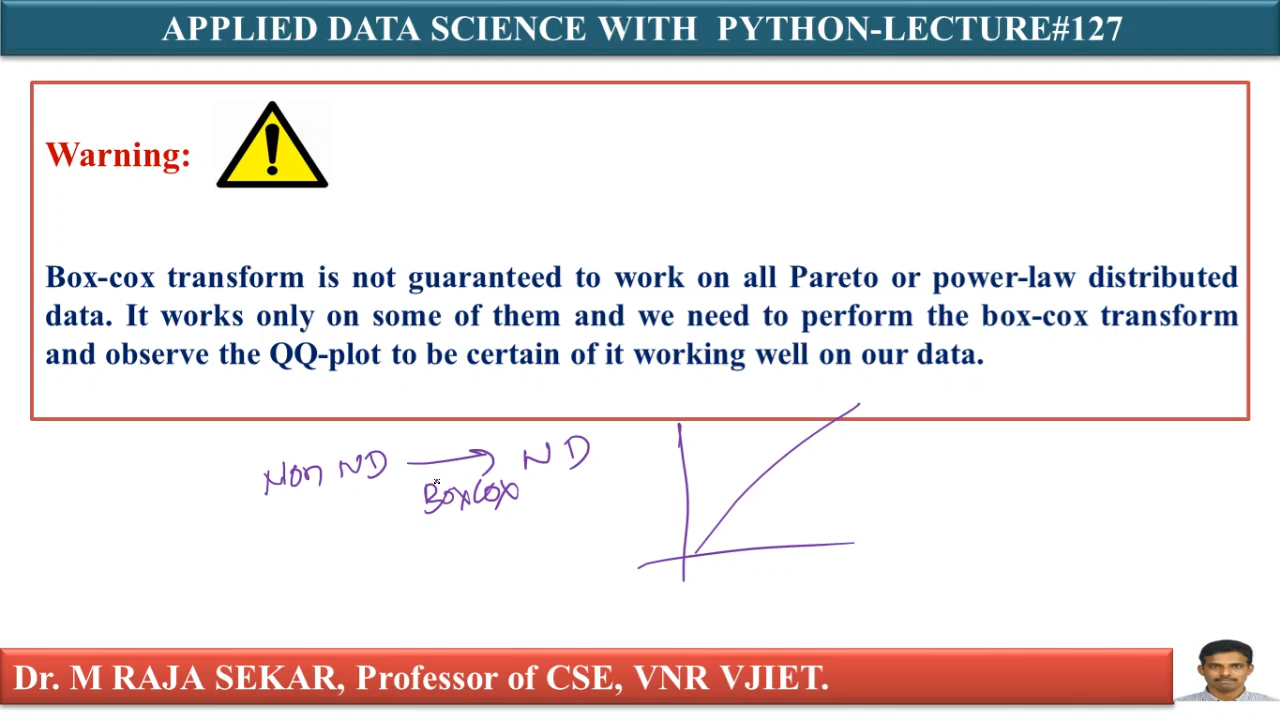 APPLIED DATA SCIENCE WITH PYTHON-LECTURE#127
Warning:
Box-cox transform is not guaranteed to work on all Pareto or power-law distributed
data. It works only on some of them and we need to perform the box-cox transform
and observe the QQ-plot to be certain of it working well on our data.
Non ND → ND
BoxCox
Dr. M RAJA SEKAR, Professor of CSE, VNR VJIET.